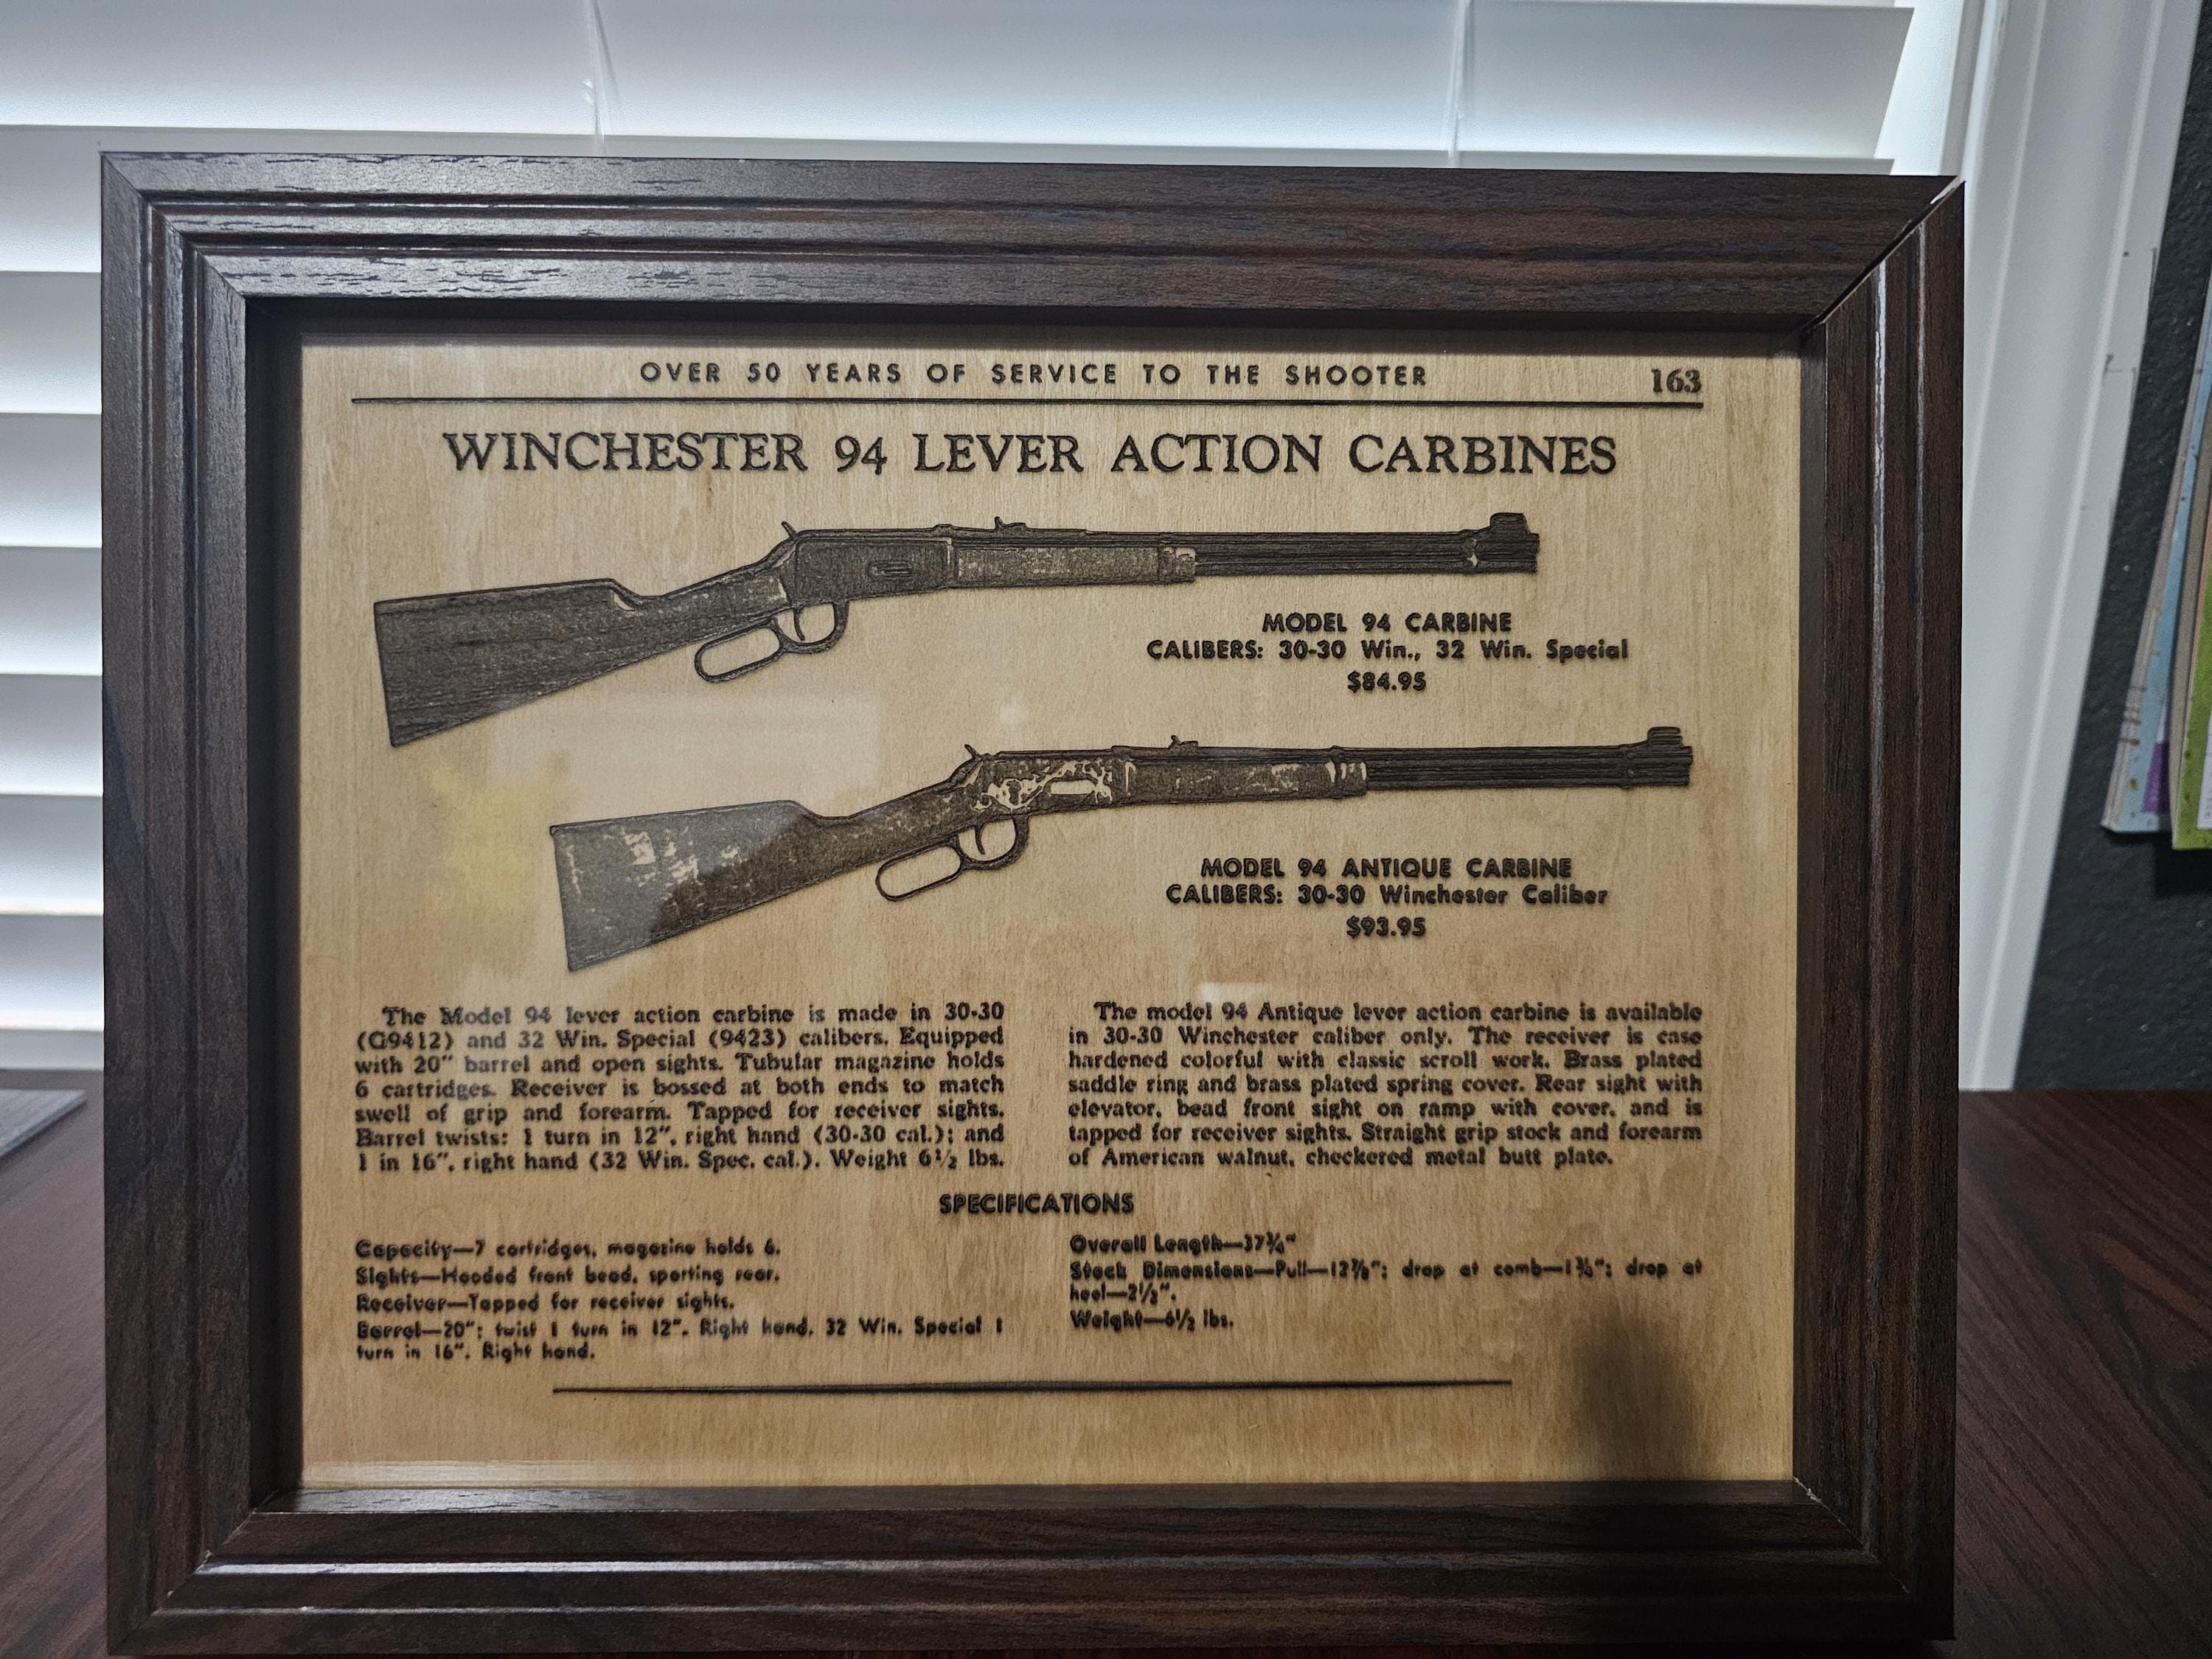 OVER 50 YEARS OF SERVICE TO THE SHOOTER 163
WINCHESTER 94 LEVER ACTION CARBINES
MODEL 94 CARBINE
CALIBERS: 30-30 Win., 32 Win. Special
$84.95
MODEL 94 ANTIQUE CARBINE
CALIBERS: 30-30 Winchester Caliber
$93.95
The Model 94 lever action carbine is made in 30-30
(G9412) and 32 Win. Special (9423) calibers. Equipped
with 20" barrel and open sights. Tubular magazine holds
6 cartridges. Receiver is bossed at both ends to match
swell of grip and forearm. Tapped for receiver sights.
Barrel twists: 1 turn in 12", right hand (30-30 cal.); and
1 in 16", right hand (32 Win. Spec. cal.). Weight 6½ lbs.
The model 94 Antique lever action carbine is available
in 30-30 Winchester caliber only. The receiver is case
hardened colorful with classic scroll work. Brass plated
saddle ring and brass plated spring cover. Rear sight with
elevator, bead front sight on ramp with cover, and is
tapped for receiver sights. Straight grip stock and forearm
of American walnut, checkered metal butt plate.
SPECIFICATIONS
Capacity—7 cartridges, magazine holds 6.
Sights—Hooded front bead, sporting rear.
Receiver—Tapped for receiver sights.
Barrel—20"; twist 1 turn in 12". Right hand. 32 Win. Special 1
turn in 16". Right hand.
Overall Length—37¾"
Stock Dimensions—Pull—12⅞"; drop at comb—1¾"; drop at
heel—2½".
Weight—6½ lbs.